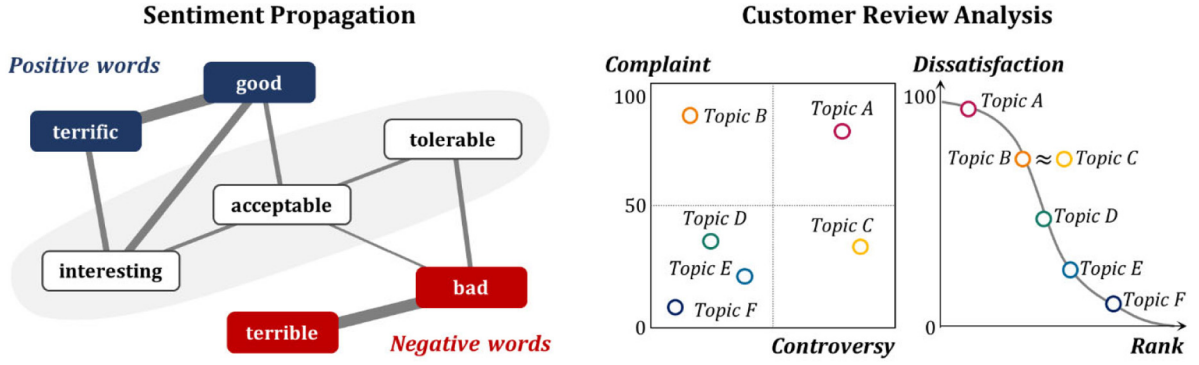 Sentiment Propagation
Positive words
good
terrific
tolerable
acceptable
interesting
bad
terrible
Negative words
Customer Review Analysis
Complaint
100
Topic B
Topic A
50
Topic D
Topic C
Topic E
Topic F
0
Controversy
Dissatisfaction
100
Topic A
Topic B ≈ Topic C
Topic D
Topic E
Topic F
0
Rank